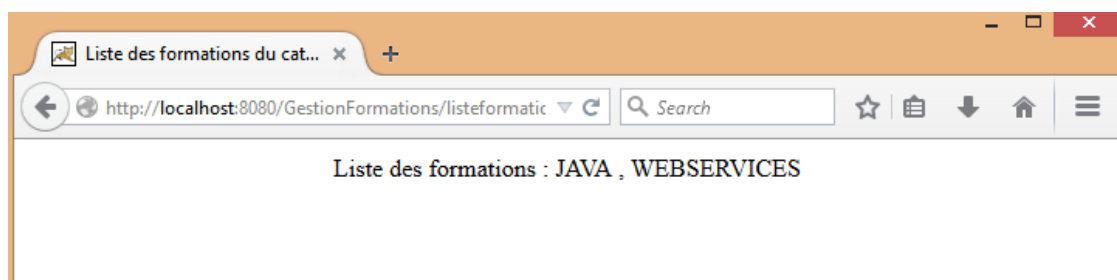 Liste des formations du cat...
http://localhost:8080/GestionFormations/listeformatic
Search
Liste des formations : JAVA , WEBSERVICES